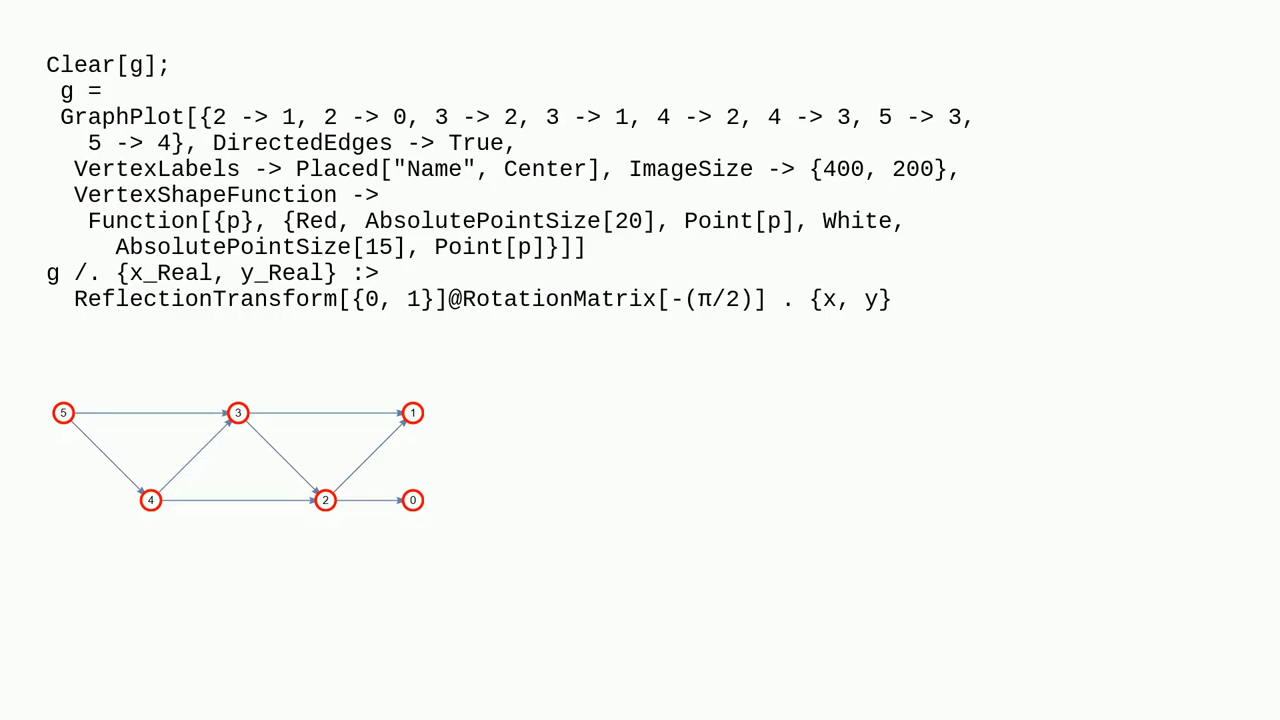 Clear[g];
g =
GraphPlot[{2 -> 1, 2 -> 0, 3 -> 2, 3 -> 1, 4 -> 2, 4 -> 3, 5 -> 3,
5 -> 4}, DirectedEdges -> True,
VertexLabels -> Placed["Name", Center], ImageSize -> {400, 200},
VertexShapeFunction ->
Function[{p}, {Red, AbsolutePointSize[20], Point[p], White,
AbsolutePointSize[15], Point[p]}]]
g /. {x_Real, y_Real} :>
ReflectionTransform[{0, 1}]@RotationMatrix[-(π/2)] . {x, y}
5 3 1
4 2 0